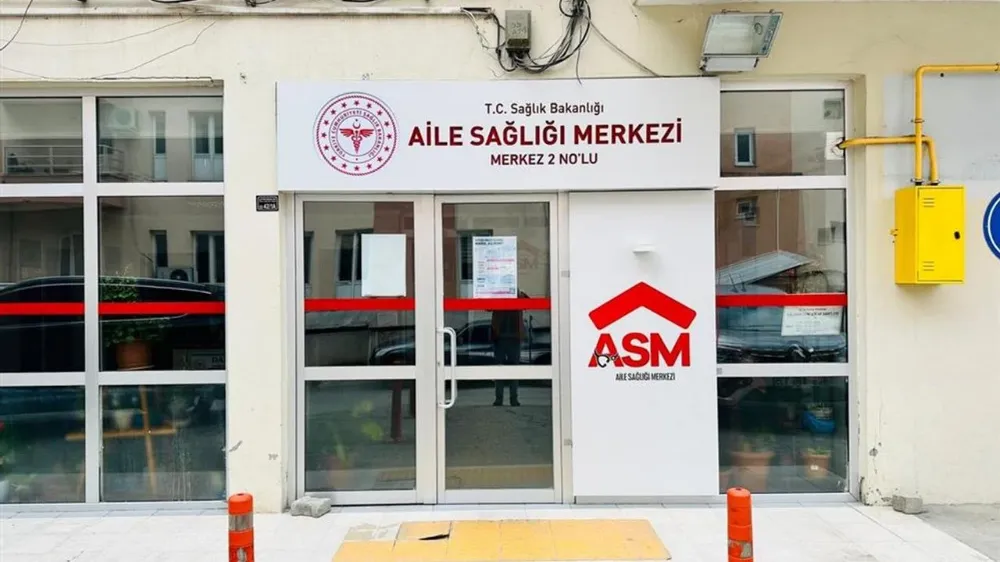 T.C. Sağlık Bakanlığı
AİLE SAĞLIĞI MERKEZİ
MERKEZ 2 NO'LU
ASM
AİLE SAĞLIĞI MERKEZİ